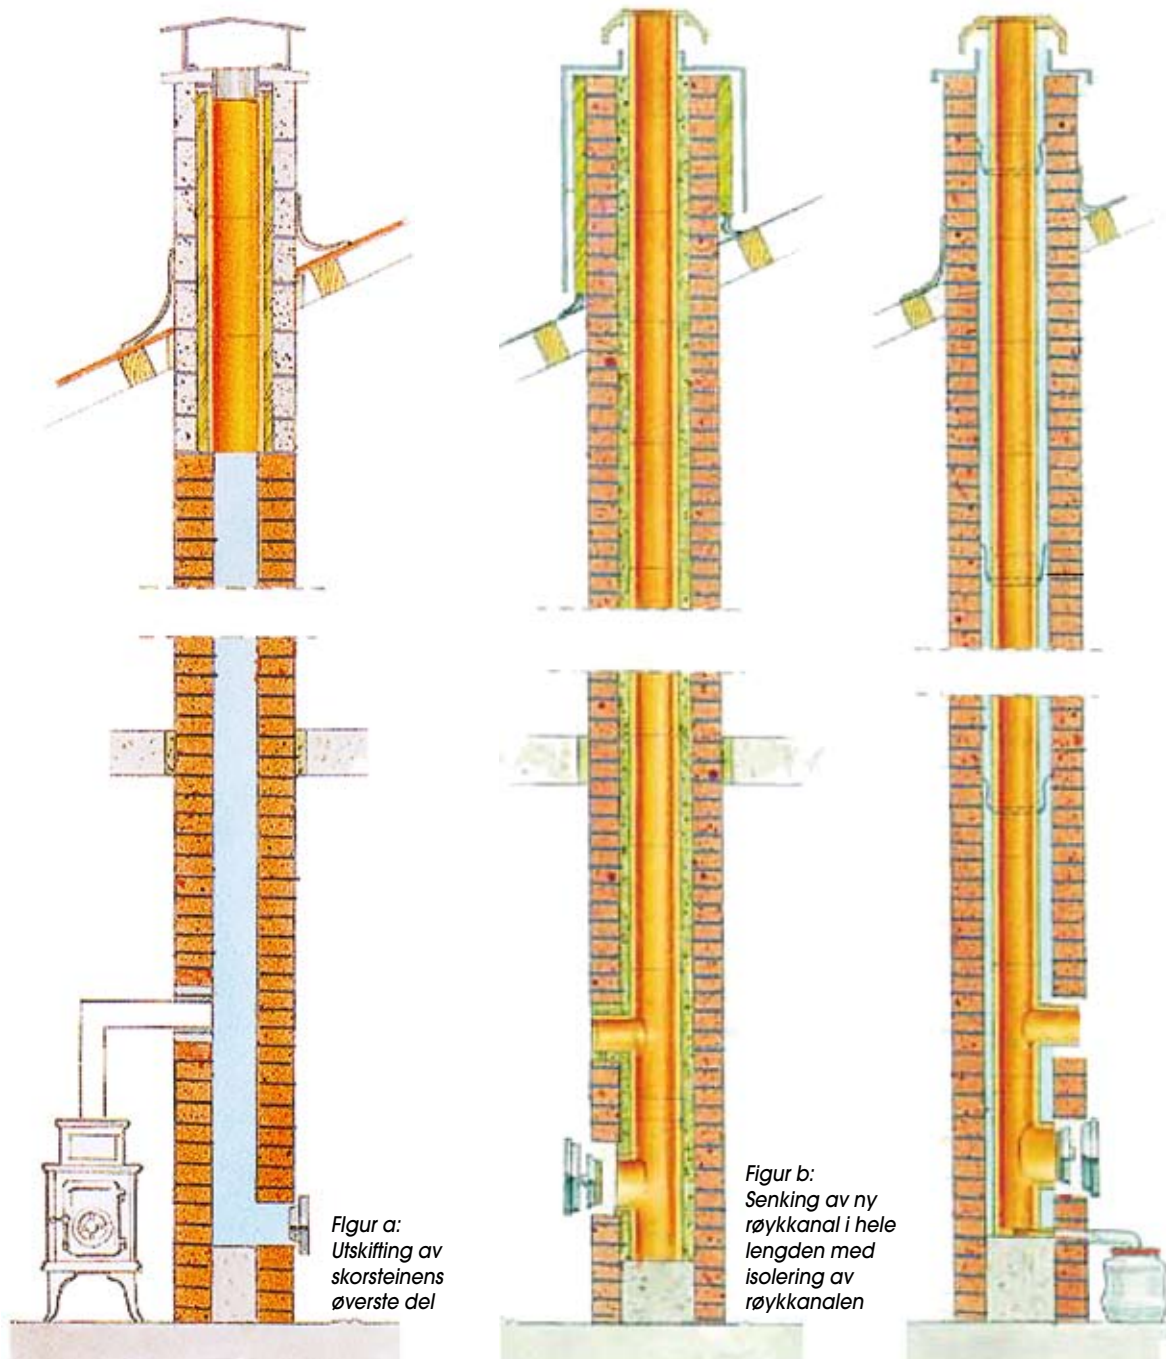 Figur a:
Utskifting av
skorsteinens
øverste del
Figur b:
Senking av ny
røykkanal i hele
lengden med
isolering av
røykkanalen